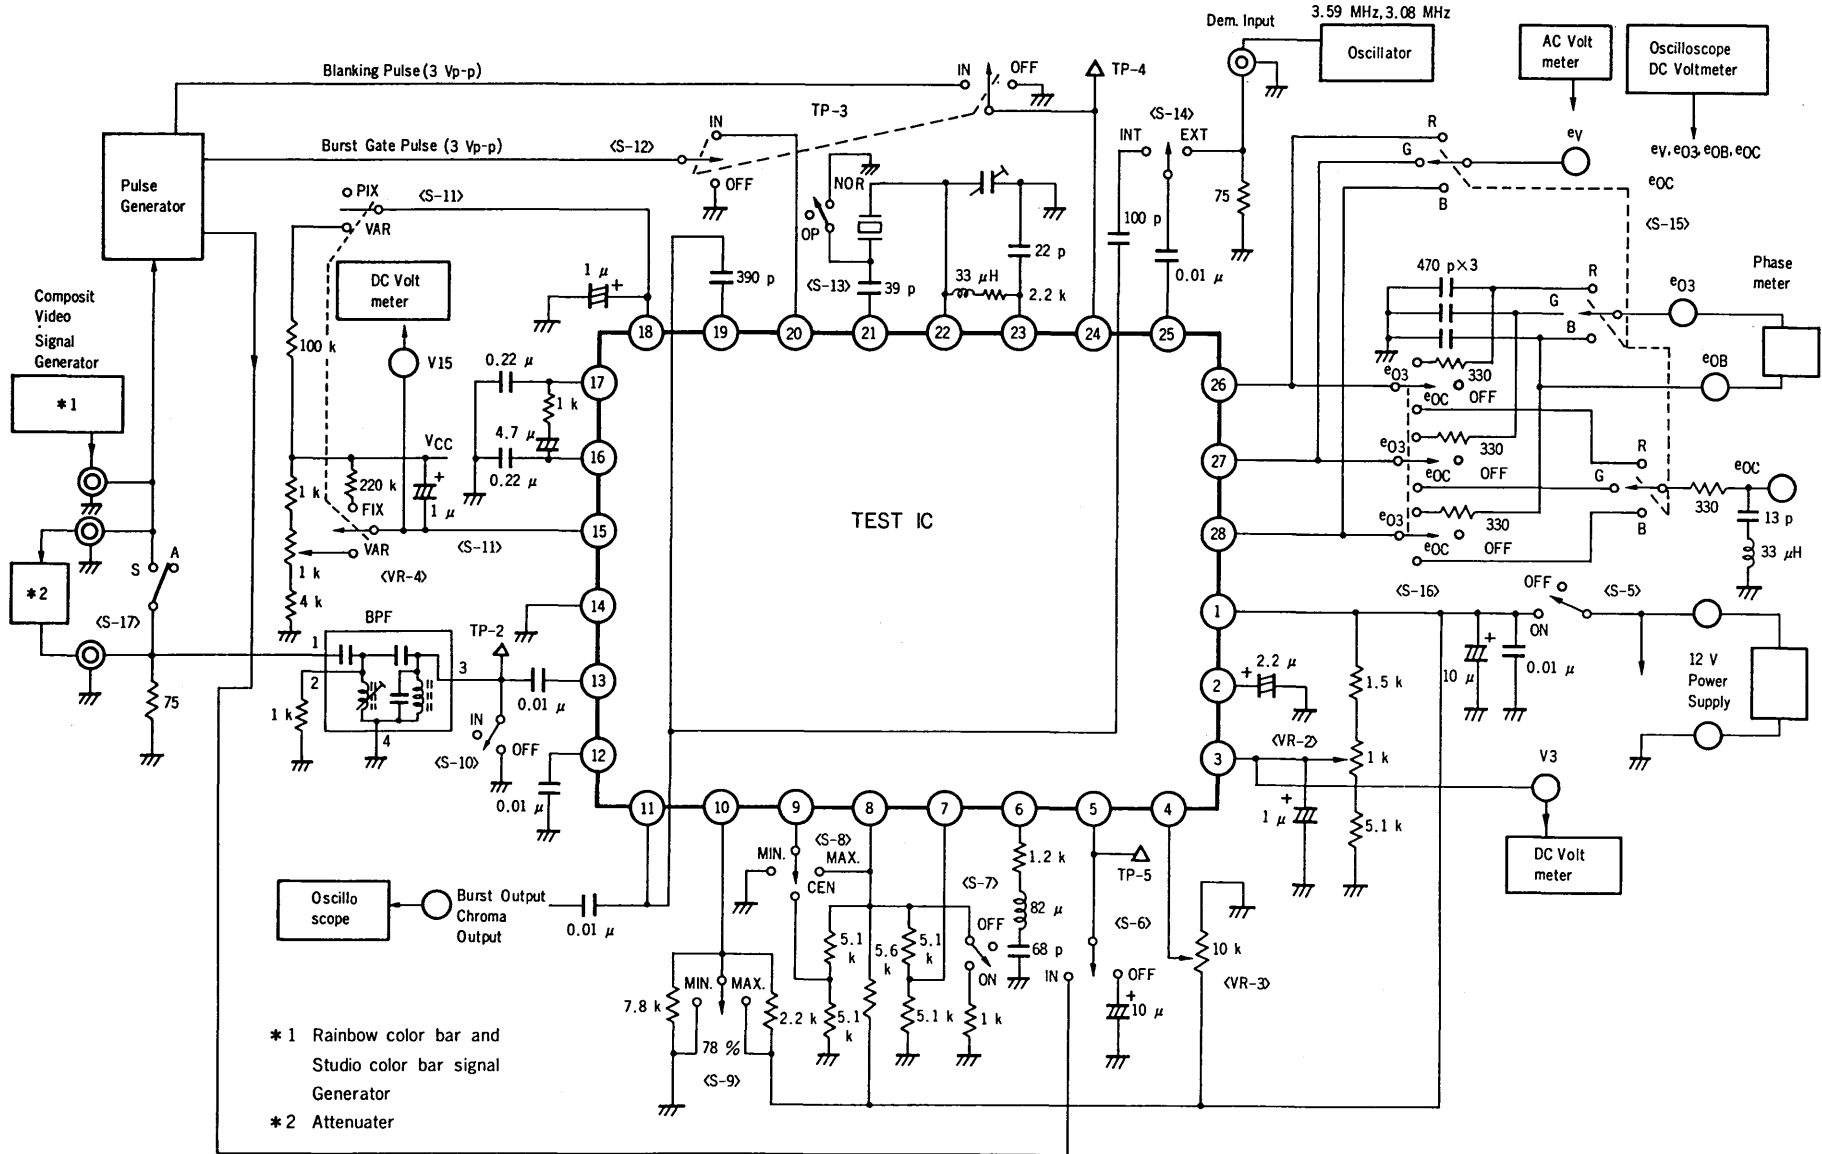 3.59 MHz, 3.08 MHz
Dem. Input
Oscillator
AC Volt
meter
Oscilloscope
DC Voltmeter
Blanking Pulse (3 Vp-p)
IN
OFF
TP-4
TP-3
<S-14>
INT
EXT
R
G
B
eV
eV, eO3, eOB, eOC
eOC
<S-15>
Pulse
Generator
Burst Gate Pulse (3 Vp-p)
<S-12>
IN
OFF
PIX
VAR
<S-11>
NOR
OP
<S-13>
39 p
390 p
22 p
33 μH
2.2 k
100 p
0.01 μ
75
470 p×3
R
G
B
eO3
Phase
meter
eOB
Composit
Video
Signal
Generator
*1
DC Volt
meter
V15
100 k
1 μ
+
18
19
20
21
22
23
24
25
0.22 μ
17
1 k
4.7 μ
16
0.22 μ
VCC
1 k
220 k
+
1 μ
FIX
VAR
<S-11>
15
<VR-4>
1 k
4 k
14
TEST IC
26
27
28
eO3
330
OFF
eOC
eO3
330
OFF
eOC
eO3
330
OFF
eOC
R
G
B
eOC
330
13 p
33 μH
S
A
*2
<S-17>
75
BPF
1
2
3
4
1 k
TP-2
13
0.01 μ
IN
OFF
<S-10>
12
0.01 μ
1
2
3
<S-16>
OFF
<S-5>
ON
+
10 μ
0.01 μ
12 V
Power
Supply
+
2.2 μ
1.5 k
<VR-2>
1 k
+
1 μ
5.1 k
V3
DC Volt
meter
11
10
9
8
7
6
5
4
Oscillo
scope
Burst Output
Chroma
Output
0.01 μ
MIN.
<S-8>
MAX.
CEN
5.1
k
5.1
k
5.6
k
5.1
k
5.1 k
<S-7>
OFF
ON
1 k
1.2 k
82 μ
68 p
TP-5
<S-6>
IN
OFF
+
10 μ
10 k
<VR-3>
7.8 k
MIN.
MAX.
2.2 k
78 %
<S-9>
*1 Rainbow color bar and
Studio color bar signal
Generator
*2 Attenuater